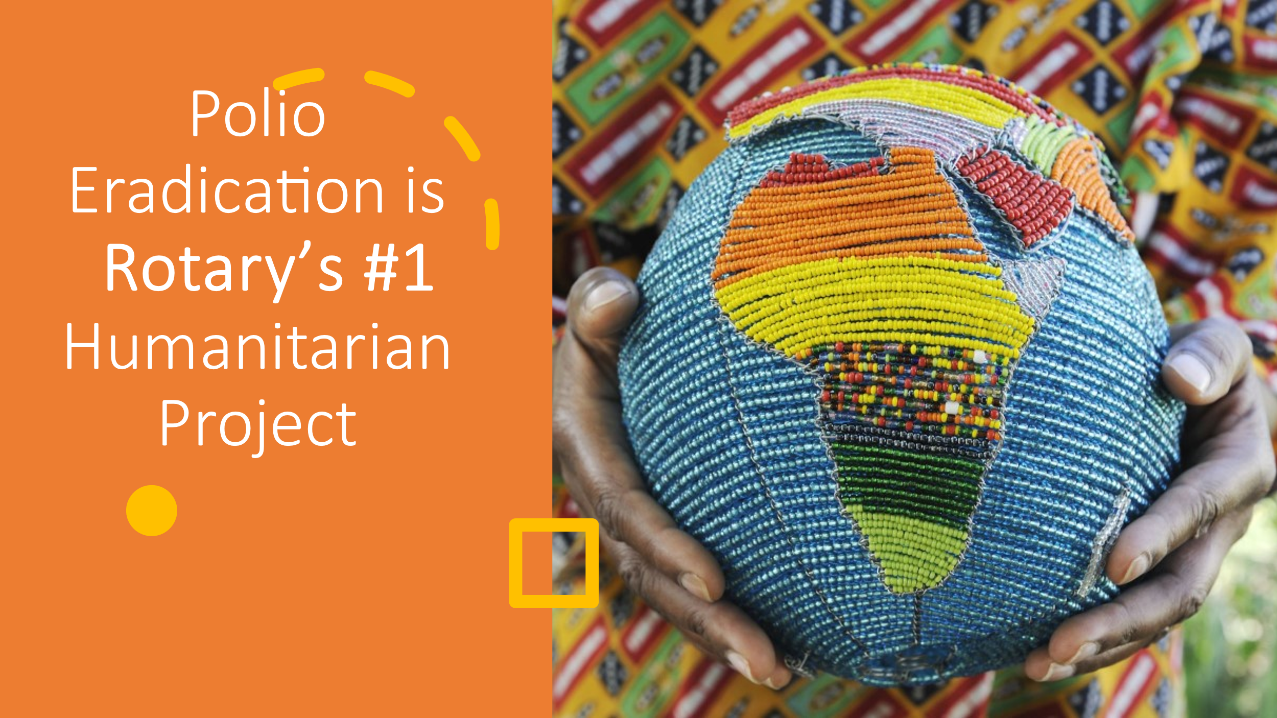 Polio
Eradication is
Rotary’s #1
Humanitarian
Project